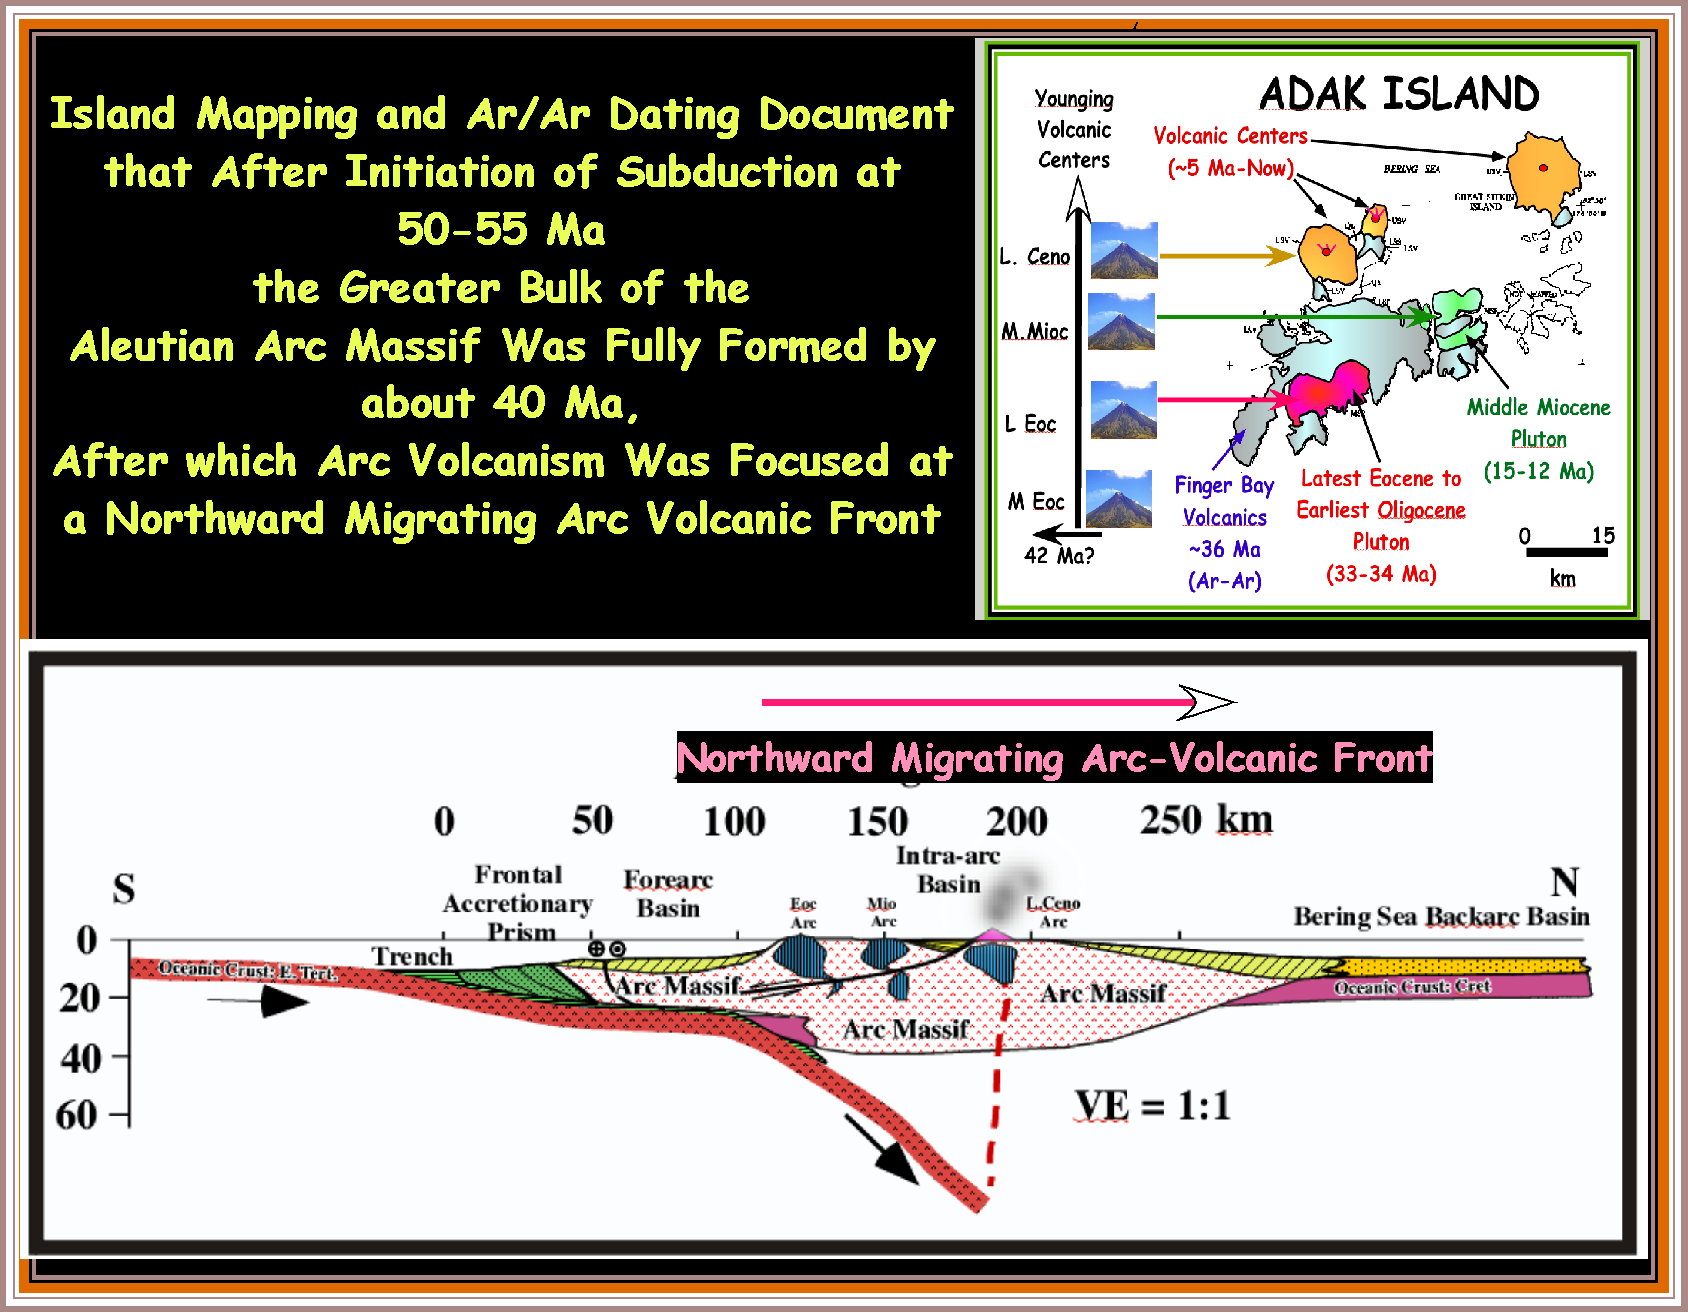 Island Mapping and Ar/Ar Dating Document
that After Initiation of Subduction at
50-55 Ma
the Greater Bulk of the
Aleutian Arc Massif Was Fully Formed by
about 40 Ma,
After which Arc Volcanism Was Focused at
a Northward Migrating Arc Volcanic Front
ADAK ISLAND
Younging
Volcanic
Centers
Volcanic Centers
(~5 Ma-Now)
BERING SEA
GREAT SITKIN
ISLAND
L. Ceno
M.Mioc
L Eoc
M Eoc
42 Ma?
Middle Miocene
Pluton
(15-12 Ma)
Finger Bay
Volcanics
~36 Ma
(Ar-Ar)
Latest Eocene to
Earliest Oligocene
Pluton
(33-34 Ma)
0 15
km
Northward Migrating Arc-Volcanic Front
0 50 100 150 200 250 km
S
N
Frontal
Accretionary
Prism
Forearc
Basin
Intra-arc
Basin
Eoc
Arc
Mio
Arc
L.Ceno
Arc
Bering Sea Backarc Basin
0
20
40
60
Trench
Oceanic Crust: E. Tert.
Arc Massif
Arc Massif
Arc Massif
Oceanic Crust: Cret
VE = 1:1